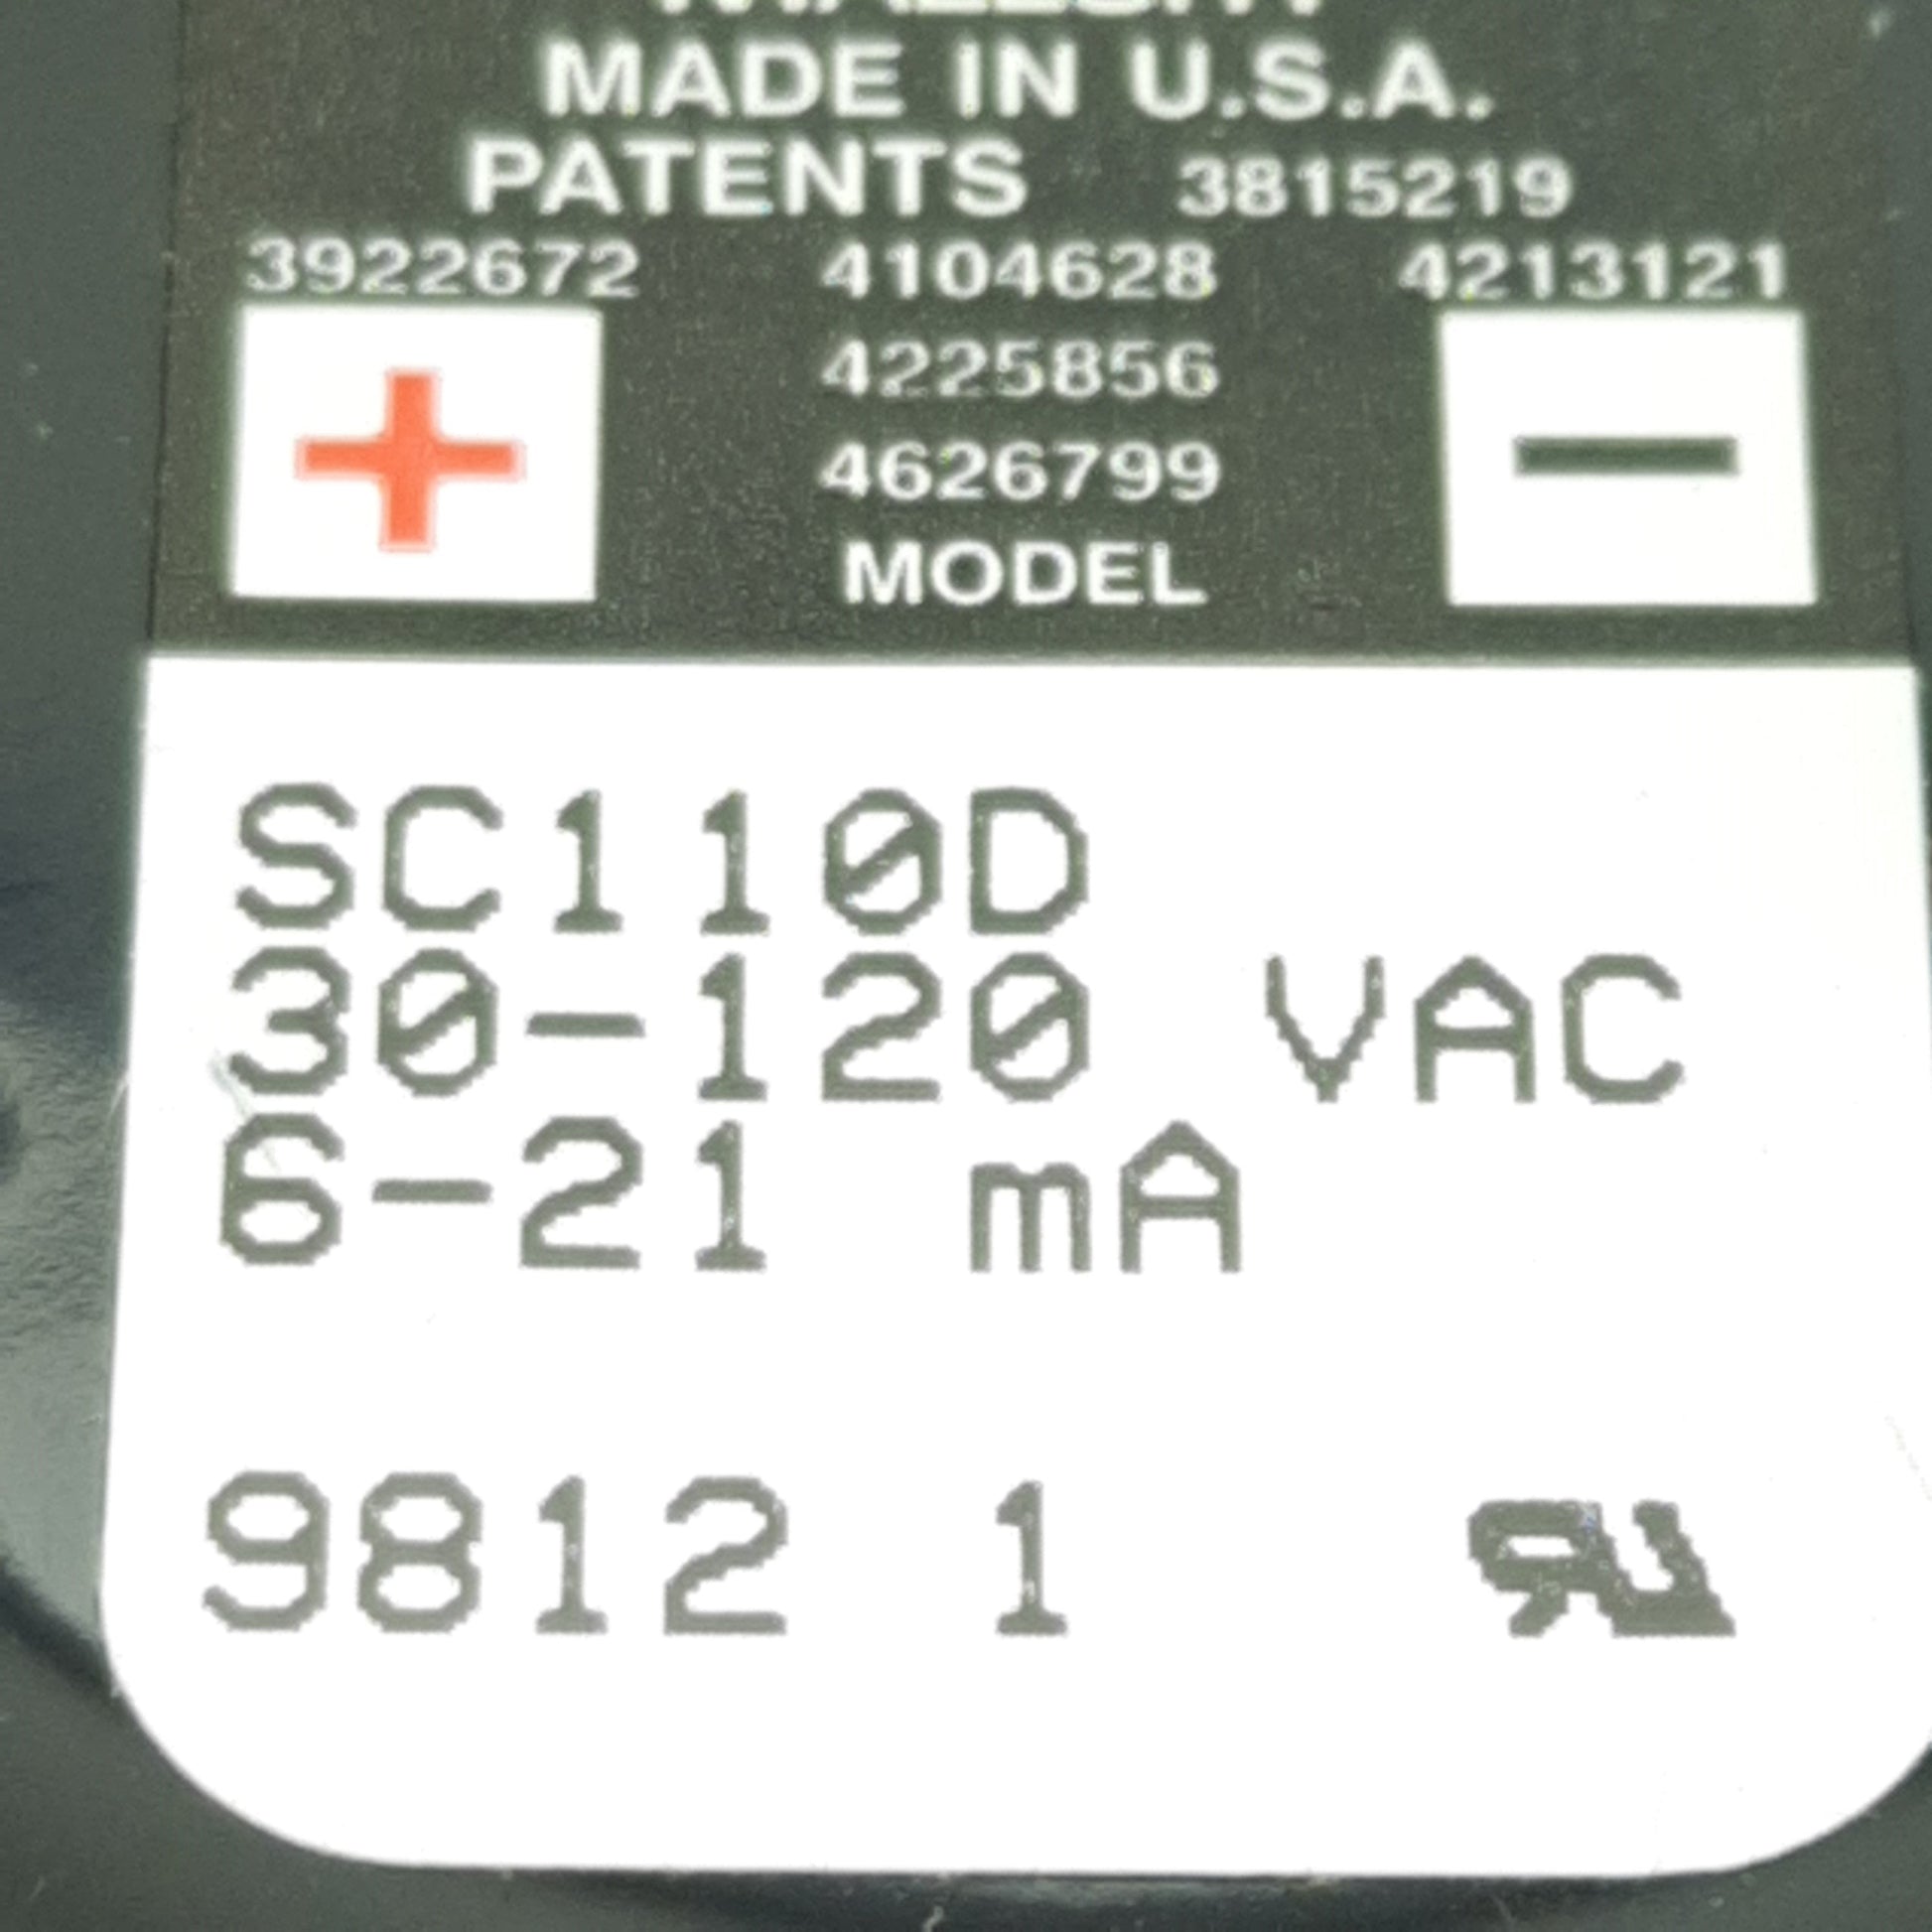 MADE IN U.S.A.
PATENTS 3815219
3922672 4104628 4213121
4225856
4626799
+ −
MODEL
SC110D
30-120 VAC
6-21 mA
9812 1 RU